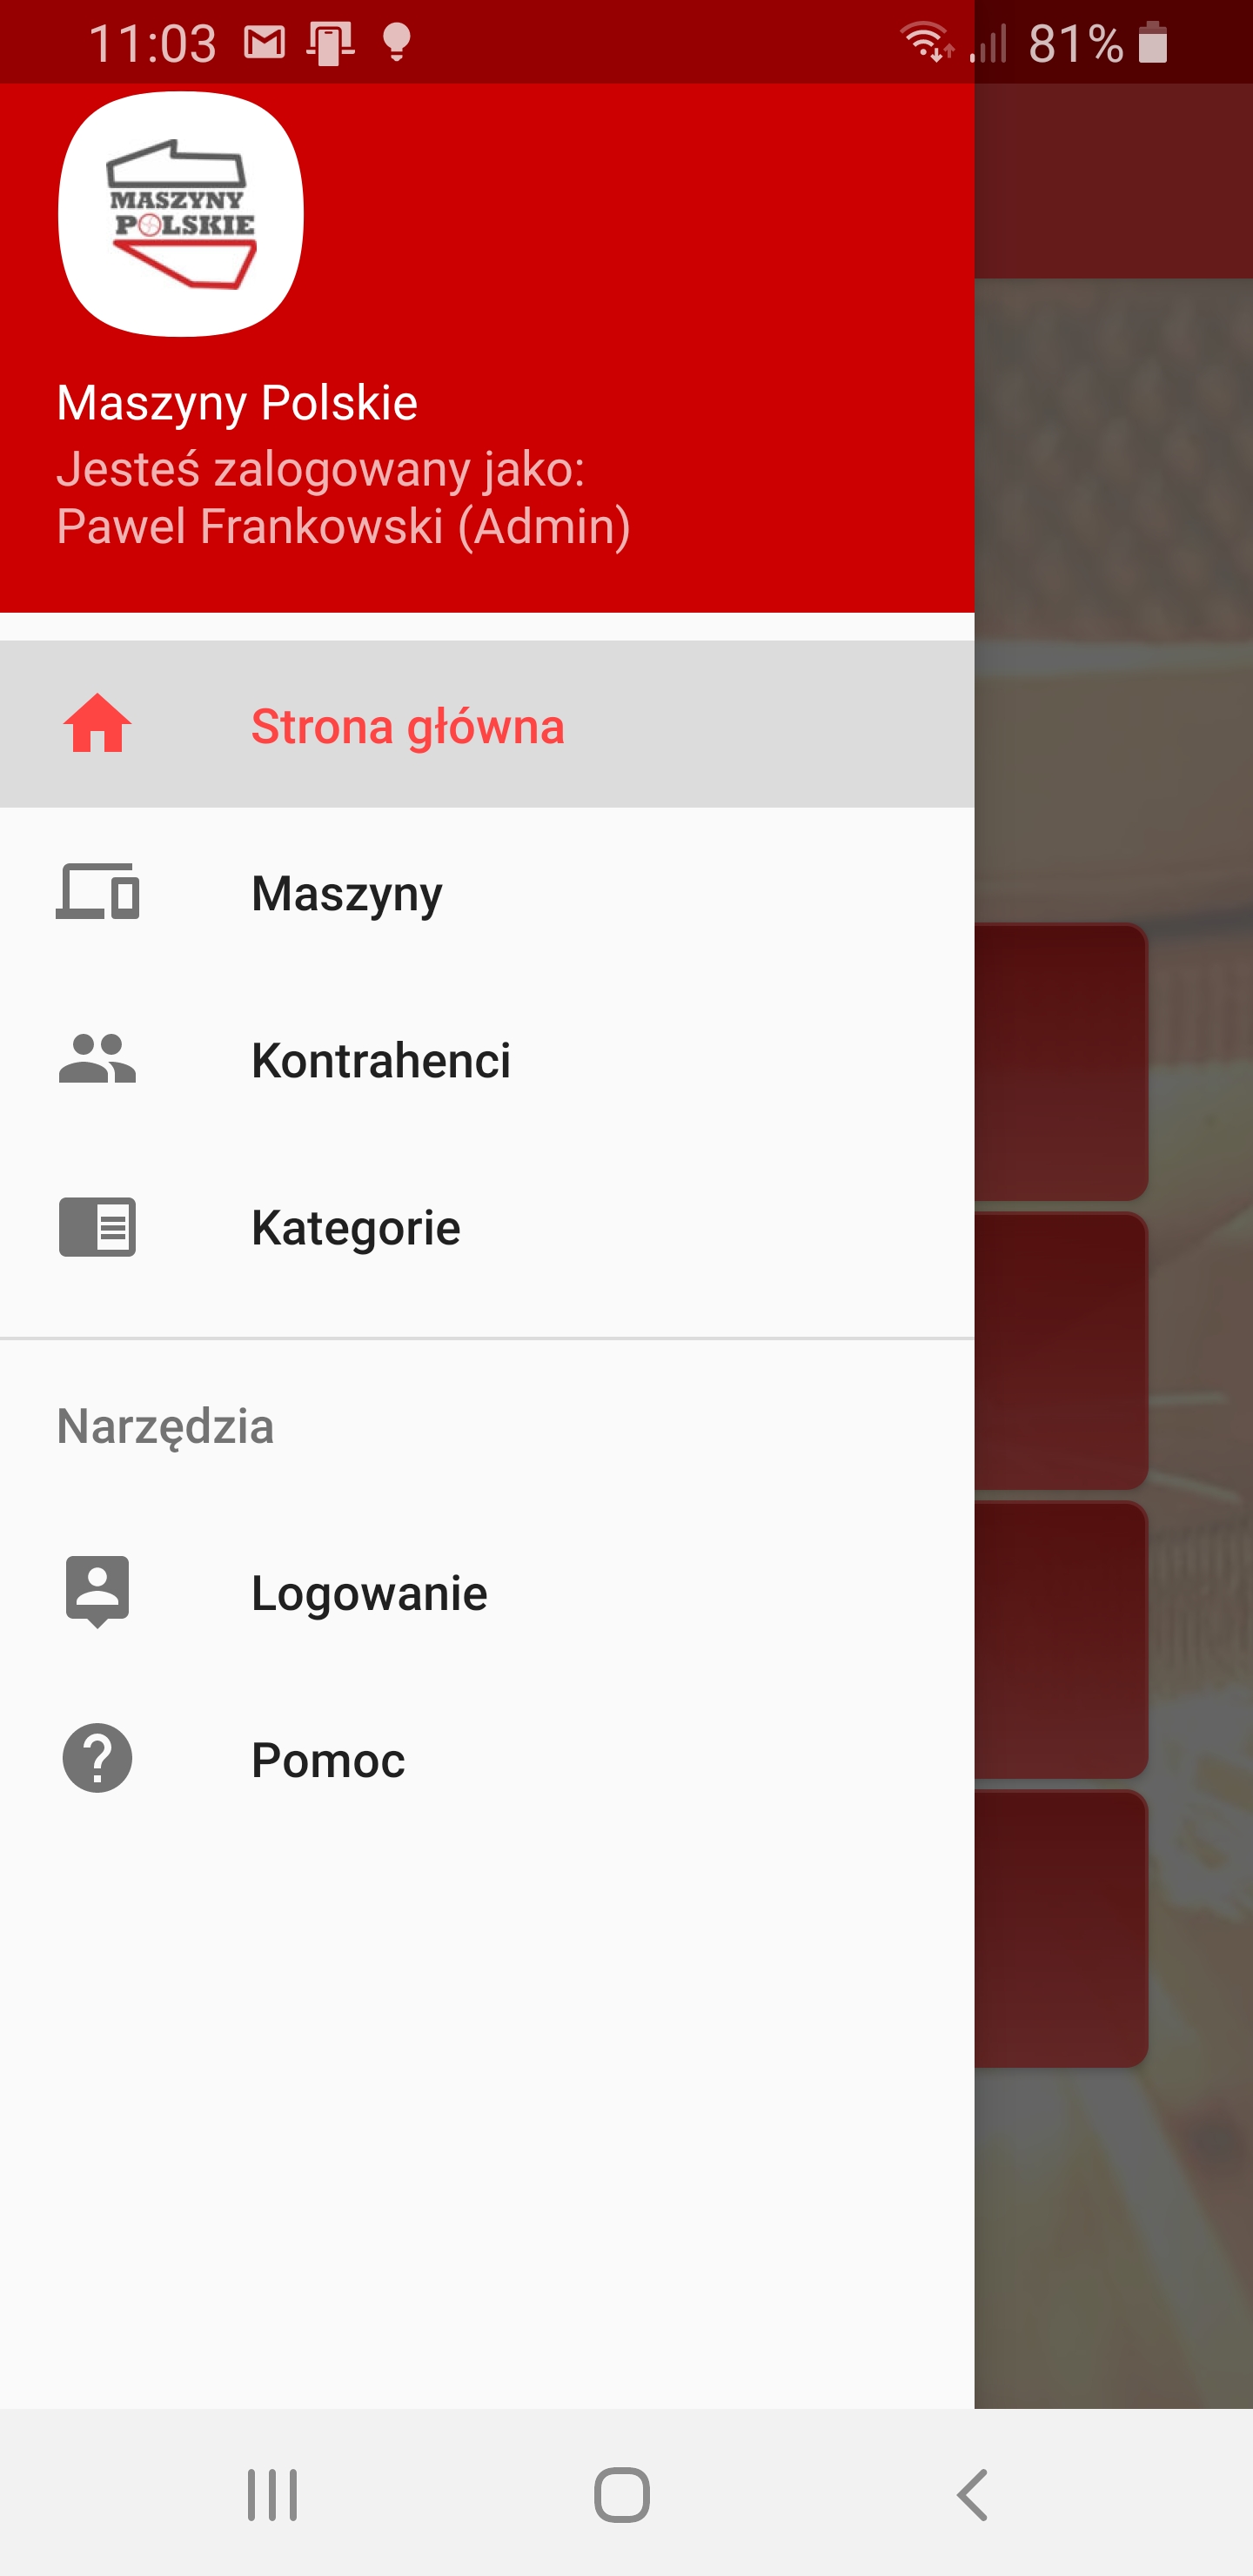 11:03
81%
MASZYNY
POLSKIE
Maszyny Polskie
Jesteś zalogowany jako:
Pawel Frankowski (Admin)
Strona główna
Maszyny
Kontrahenci
Kategorie
Narzędzia
Logowanie
Pomoc